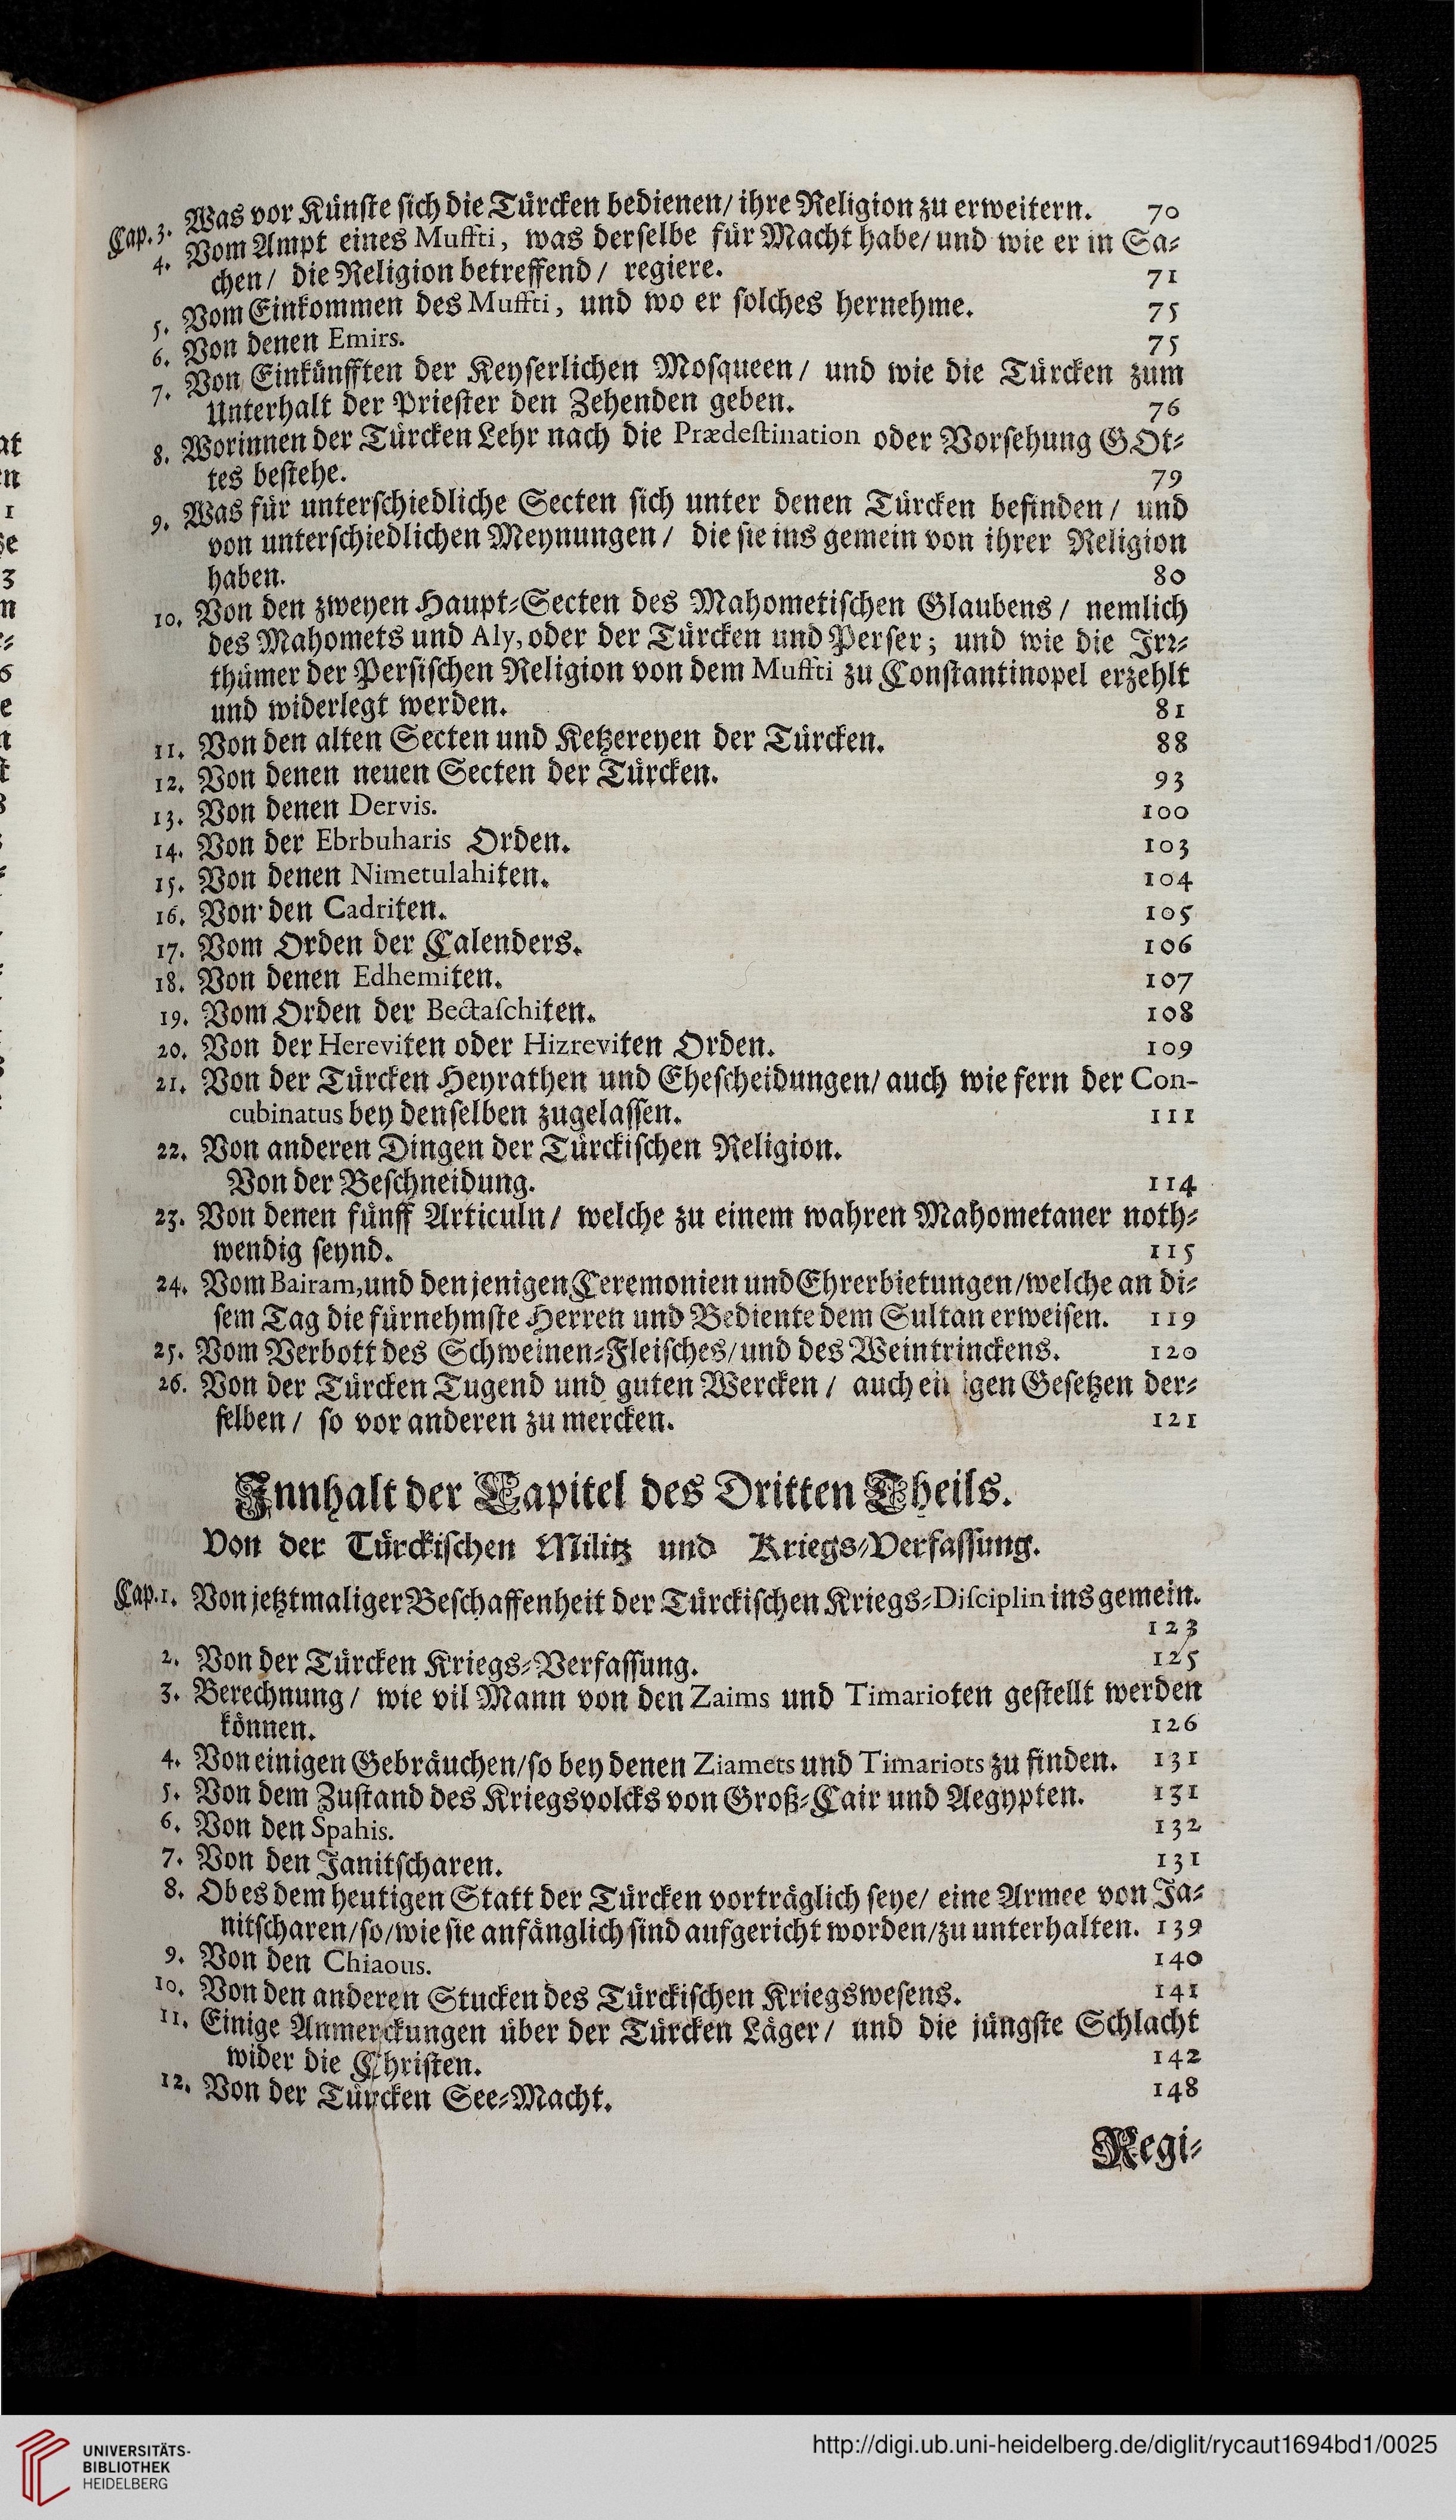 Cap. 3. Was vor Künste sich die Türcken bedienen/ ihre Religion zu erweitern. 70
4. Vom Ampt eines Muffti, was derselbe für Macht habe/ und wie er in Sa-
chen/ die Religion betreffend/ regiere. 71
5. Vom Einkommen des Muffti, und wo er solches hernehme. 75
6. Von denen Emirs. 75
7. Von Einkünfften der Keyserlichen Mosqueen/ und wie die Türcken zum
Unterhalt der Priester den Zehenden geben. 76
8. Worinnen der Türcken Lehr nach die Prædestination oder Vorsehung GOt-
tes bestehe. 79
9. Was für unterschiedliche Secten sich unter denen Türcken befinden/ und
von unterschiedlichen Meynungen/ die sie ins gemein von ihrer Religion
haben. 80
10. Von den zweyen Haupt-Secten des Mahometischen Glaubens/ nemlich
des Mahomets und Aly, oder der Türcken und Perser; und wie die Irr-
thümer der Persischen Religion von dem Muffti zu Constantinopel erzehlt
und widerlegt werden. 81
11. Von den alten Secten und Ketzereyen der Türcken. 88
12. Von denen neuen Secten der Türcken. 93
13. Von denen Dervis. 100
14. Von der Ebrbuharis Orden. 103
15. Von denen Nimetulahiten. 104
16. Von den Cadriten. 105
17. Vom Orden der Calenders. 106
18. Von denen Edhemiten. 107
19. Vom Orden der Bectaschiten. 108
20. Von der Hereviten oder Hizreviten Orden. 109
21. Von der Türcken Heyrathen und Ehescheidungen/ auch wie fern der Con-
cubinatus bey denselben zugelassen. 111
22. Von anderen Dingen der Türckischen Religion.
Von der Beschneidung. 114
23. Von denen fünff Articuln/ welche zu einem wahren Mahometaner noth-
wendig seynd. 115
24. Vom Bairam, und denjenigen Ceremonien und Ehrerbietungen/ welche an di-
sem Tag die fürnehmste Herren und Bediente dem Sultan erweisen. 119
25. Vom Verbott des Schweinen-Fleisches/ und des Weintrinckens. 120
26. Von der Türcken Tugend und guten Wercken/ auch einigen Gesetzen der-
selben/ so vor anderen zu mercken. 121
Innhalt der Capitel des Dritten Theils.
Von der Türckischen Militz und Kriegs-Verfassung.
Cap. 1. Von jetztmaliger Beschaffenheit der Türckischen Kriegs-Disciplin ins gemein.
123
2. Von der Türcken Kriegs-Verfassung. 125
3. Berechnung/ wie vil Mann von den Zaims und Timarioten gestellt werden
können. 126
4. Von einigen Gebräuchen/ so bey denen Ziamets und Timariots zu finden. 131
5. Von dem Zustand des Kriegsvolcks von Groß-Cair und Aegypten. 131
6. Von den Spahis. 132
7. Von den Janitscharen. 131
8. Ob es dem heutigen Statt der Türcken vorträglich seye/ eine Armee von Ja-
nitscharen/ so/ wie sie anfänglich sind aufgericht worden/ zu unterhalten. 139
9. Von den Chiaous. 140
10. Von den anderen Stucken des Türckischen Kriegswesens. 141
11. Einige Anmerckungen über der Türcken Läger/ und die jüngste Schlacht
wider die Christen. 142
12. Von der Türcken See-Macht. 148
Regi-
UNIVERSITÄTS-
BIBLIOTHEK
HEIDELBERG
http://digi.ub.uni-heidelberg.de/diglit/rycaut1694bd1/0025